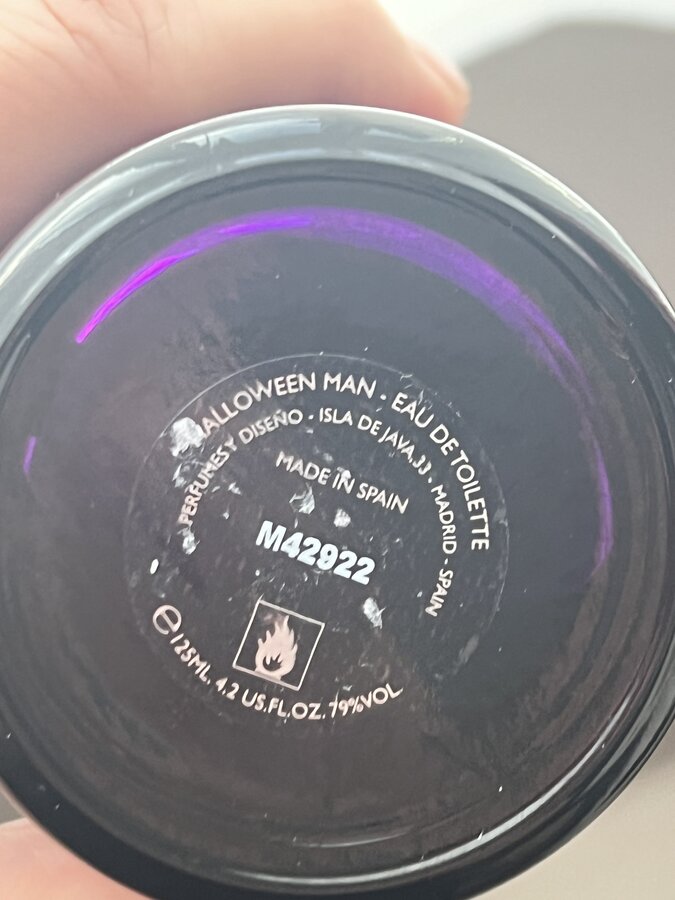 HALLOWEEN MAN - EAU DE TOILETTE
PERFUMES Y DISEÑO - ISLA DE JAVA,33 - MADRID - SPAIN
MADE IN SPAIN
M42922
℮ 125ML. 4.2 US.FL.OZ. 79%VOL